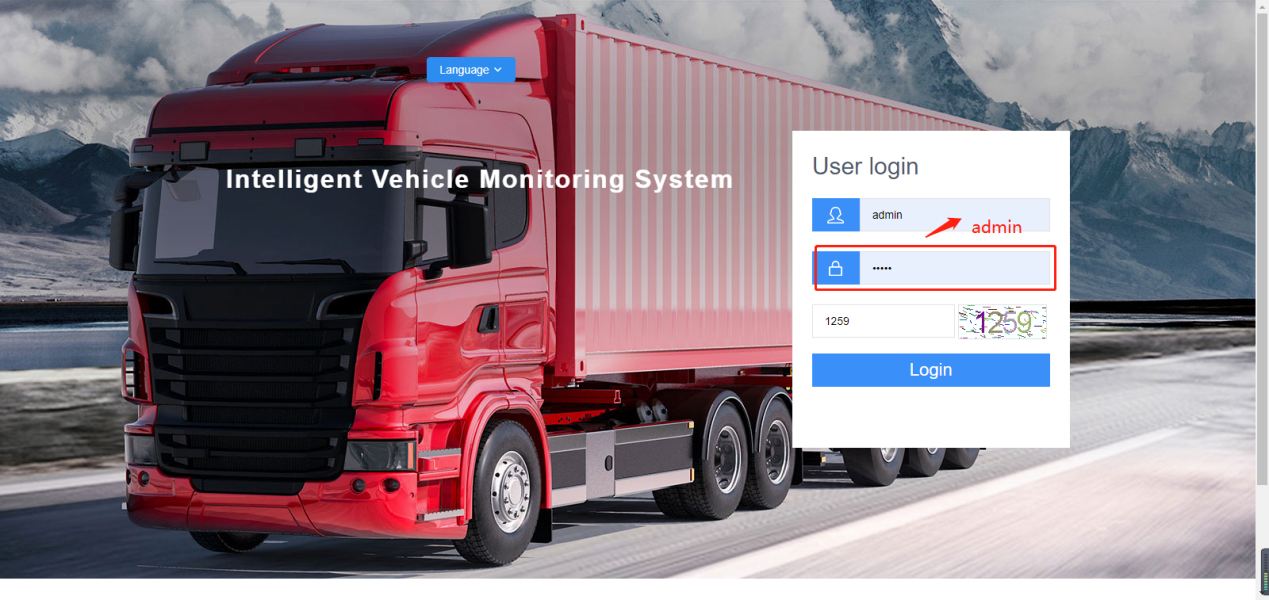 Language
Intelligent Vehicle Monitoring System
User login
admin
admin
•••••
1259
1259
Login